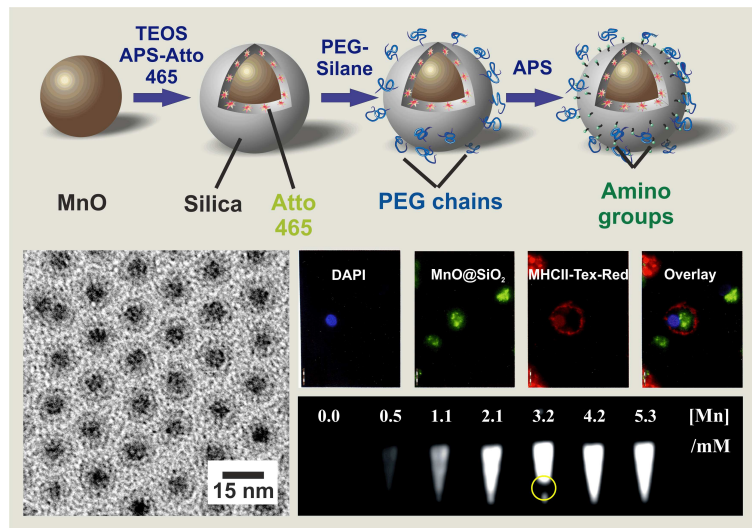 TEOS
APS-Atto
465
PEG-
Silane
APS
MnO
Silica
Atto
465
PEG chains
Amino
groups
15 nm
DAPI
MnO@SiO₂
MHCII-Tex-Red
Overlay
0.0 0.5 1.1 2.1 3.2 4.2 5.3 [Mn]
/mM